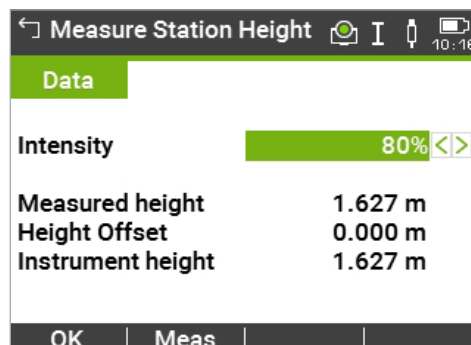 Measure Station Height
10:16
Data
Intensity 80%
Measured height 1.627 m
Height Offset 0.000 m
Instrument height 1.627 m
OK Meas